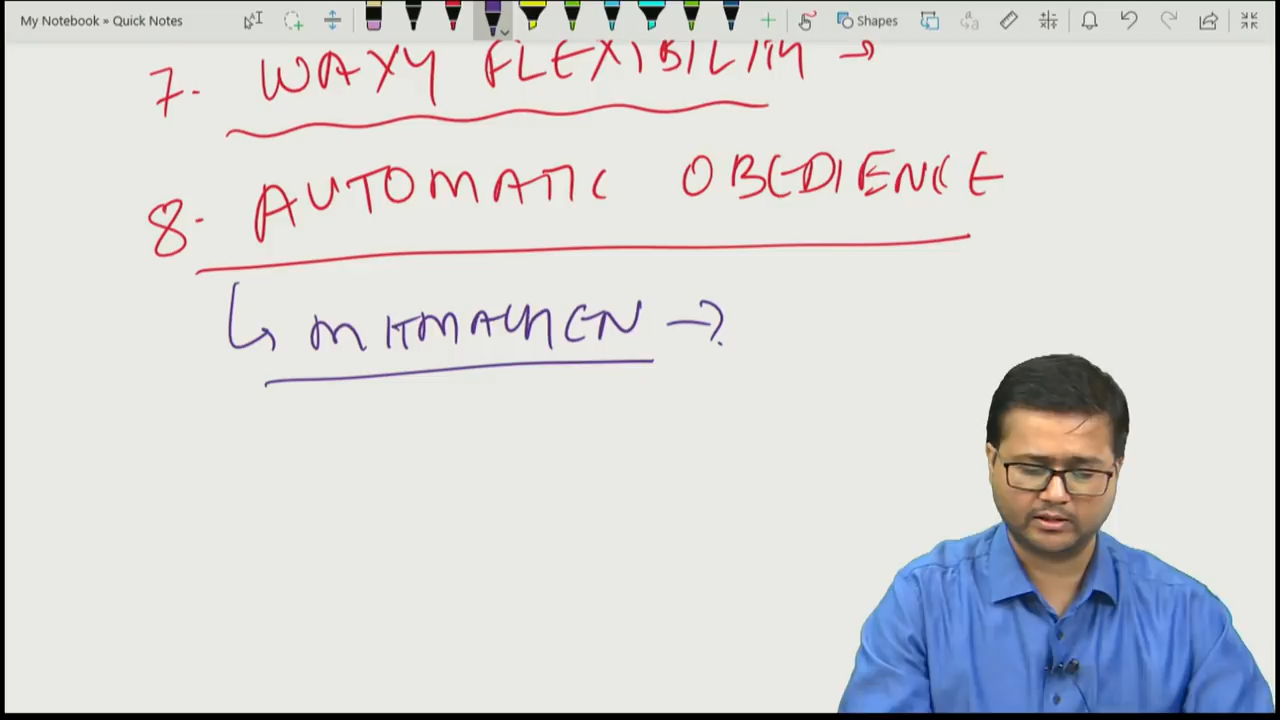 My Notebook » Quick Notes
Shapes
7. WAXY FLEXIBILITY →
8. AUTOMATIC OBEDIENCE
↳ MITMACHEN →